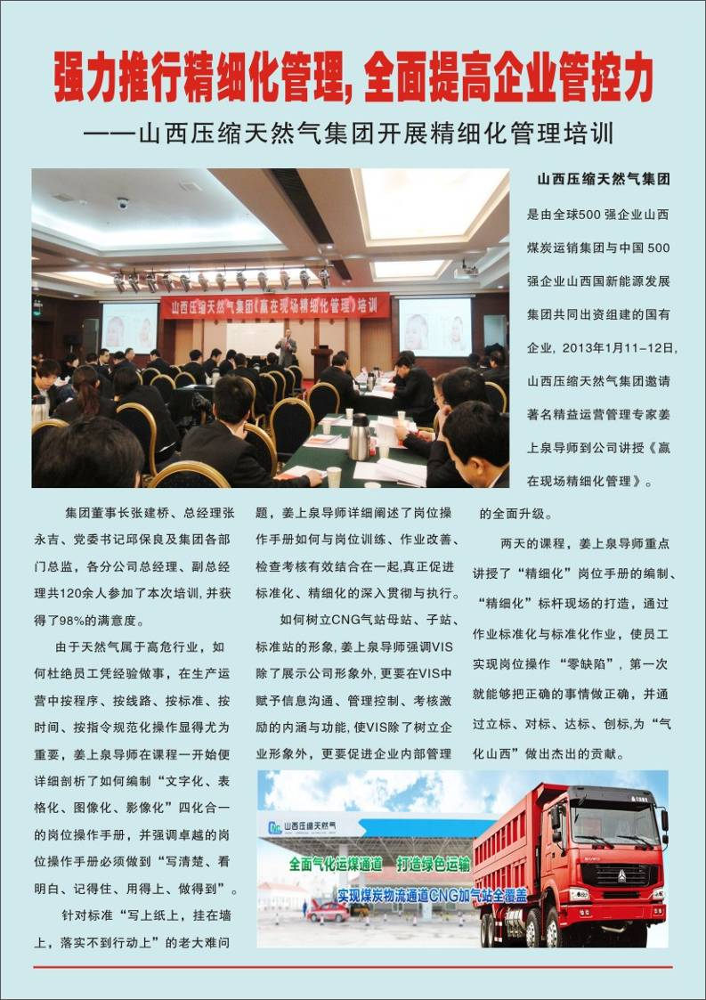 强力推行精细化管理,全面提高企业管控力
——山西压缩天然气集团开展精细化管理培训
山西压缩天然气集团《赢在现场精细化管理》培训
山西压缩天然气集团
是由全球500 强企业山西
煤炭运销集团与中国 500
强企业山西国新能源发展
集团共同出资组建的国有
企业, 2013年1月11-12日,
山西压缩天然气集团邀请
著名精益运营管理专家姜
上泉导师到公司讲授《赢
在现场精细化管理》。
集团董事长张建桥、总经理张
永吉、党委书记邱保良及集团各部
门总监，各分公司总经理、副总经
理共120余人参加了本次培训, 并获
得了98%的满意度。
由于天然气属于高危行业，如
何杜绝员工凭经验做事，在生产运
营中按程序、按线路、按标准、按
时间、按指令规范化操作显得尤为
重要，姜上泉导师在课程一开始便
详细剖析了如何编制“文字化、表
格化、图像化、影像化”四化合一
的岗位操作手册，并强调卓越的岗
位操作手册必须做到“写清楚、看
明白、记得住、用得上、做得到”。
针对标准“写上纸上，挂在墙
上，落实不到行动上”的老大难问
题，姜上泉导师详细阐述了岗位操
作手册如何与岗位训练、作业改善、
检查考核有效结合在一起,真正促进
标准化、精细化的深入贯彻与执行。
如何树立CNG气站母站、子站、
标准站的形象, 姜上泉导师强调VIS
除了展示公司形象外, 更要在VIS中
赋予信息沟通、管理控制、考核激
励的内涵与功能, 使VIS除了树立企
业形象外，更要促进企业内部管理
的全面升级。
两天的课程，姜上泉导师重点
讲授了“精细化”岗位手册的编制、
“精细化”标杆现场的打造，通过
作业标准化与标准化作业，使员工
实现岗位操作 “零缺陷”, 第一次
就能够把正确的事情做正确，并通
过立标、对标、达标、创标,为“气
化山西”做出杰出的贡献。
山西压缩天然气
全面气化运煤通道 打造绿色运输
实现煤炭物流通道CNG加气站全覆盖